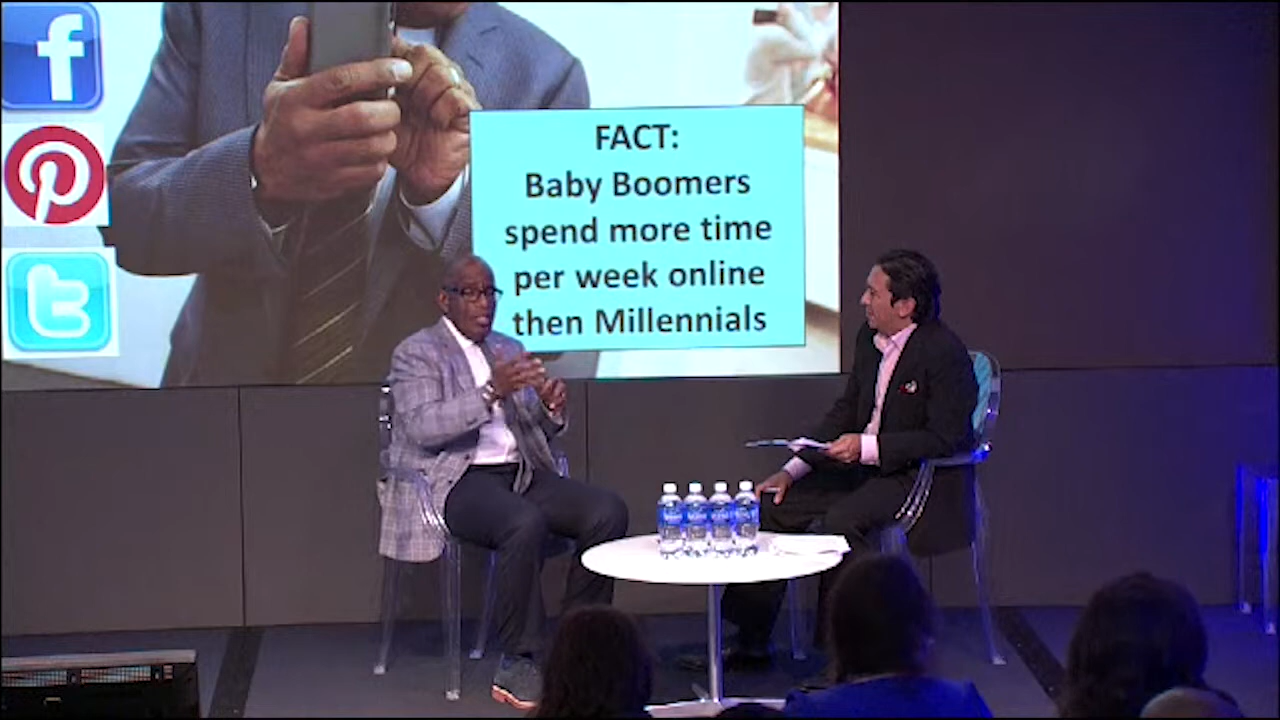 FACT:
Baby Boomers
spend more time
per week online
then Millennials